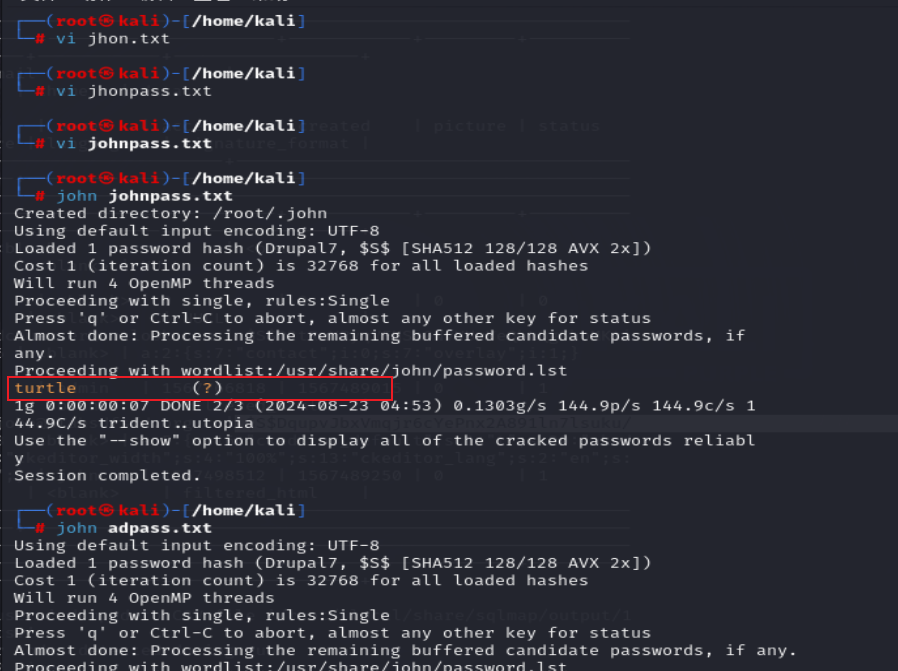 ┌──(root㉿kali)-[/home/kali]
└─# vi jhon.txt
┌──(root㉿kali)-[/home/kali]
└─# vi jhonpass.txt
┌──(root㉿kali)-[/home/kali]
└─# vi johnpass.txt
┌──(root㉿kali)-[/home/kali]
└─# john johnpass.txt
Created directory: /root/.john
Using default input encoding: UTF-8
Loaded 1 password hash (Drupal7, $S$ [SHA512 128/128 AVX 2x])
Cost 1 (iteration count) is 32768 for all loaded hashes
Will run 4 OpenMP threads
Proceeding with single, rules:Single
Press 'q' or Ctrl-C to abort, almost any other key for status
Almost done: Processing the remaining buffered candidate passwords, if
any.
Proceeding with wordlist:/usr/share/john/password.lst
turtle (?)
1g 0:00:00:07 DONE 2/3 (2024-08-23 04:53) 0.1303g/s 144.9p/s 144.9c/s 1
44.9C/s trident..utopia
Use the "--show" option to display all of the cracked passwords reliabl
y
Session completed.
┌──(root㉿kali)-[/home/kali]
└─# john adpass.txt
Using default input encoding: UTF-8
Loaded 1 password hash (Drupal7, $S$ [SHA512 128/128 AVX 2x])
Cost 1 (iteration count) is 32768 for all loaded hashes
Will run 4 OpenMP threads
Proceeding with single, rules:Single
Press 'q' or Ctrl-C to abort, almost any other key for status
Almost done: Processing the remaining buffered candidate passwords, if any.
Proceeding with wordlist:/usr/share/john/password.lst